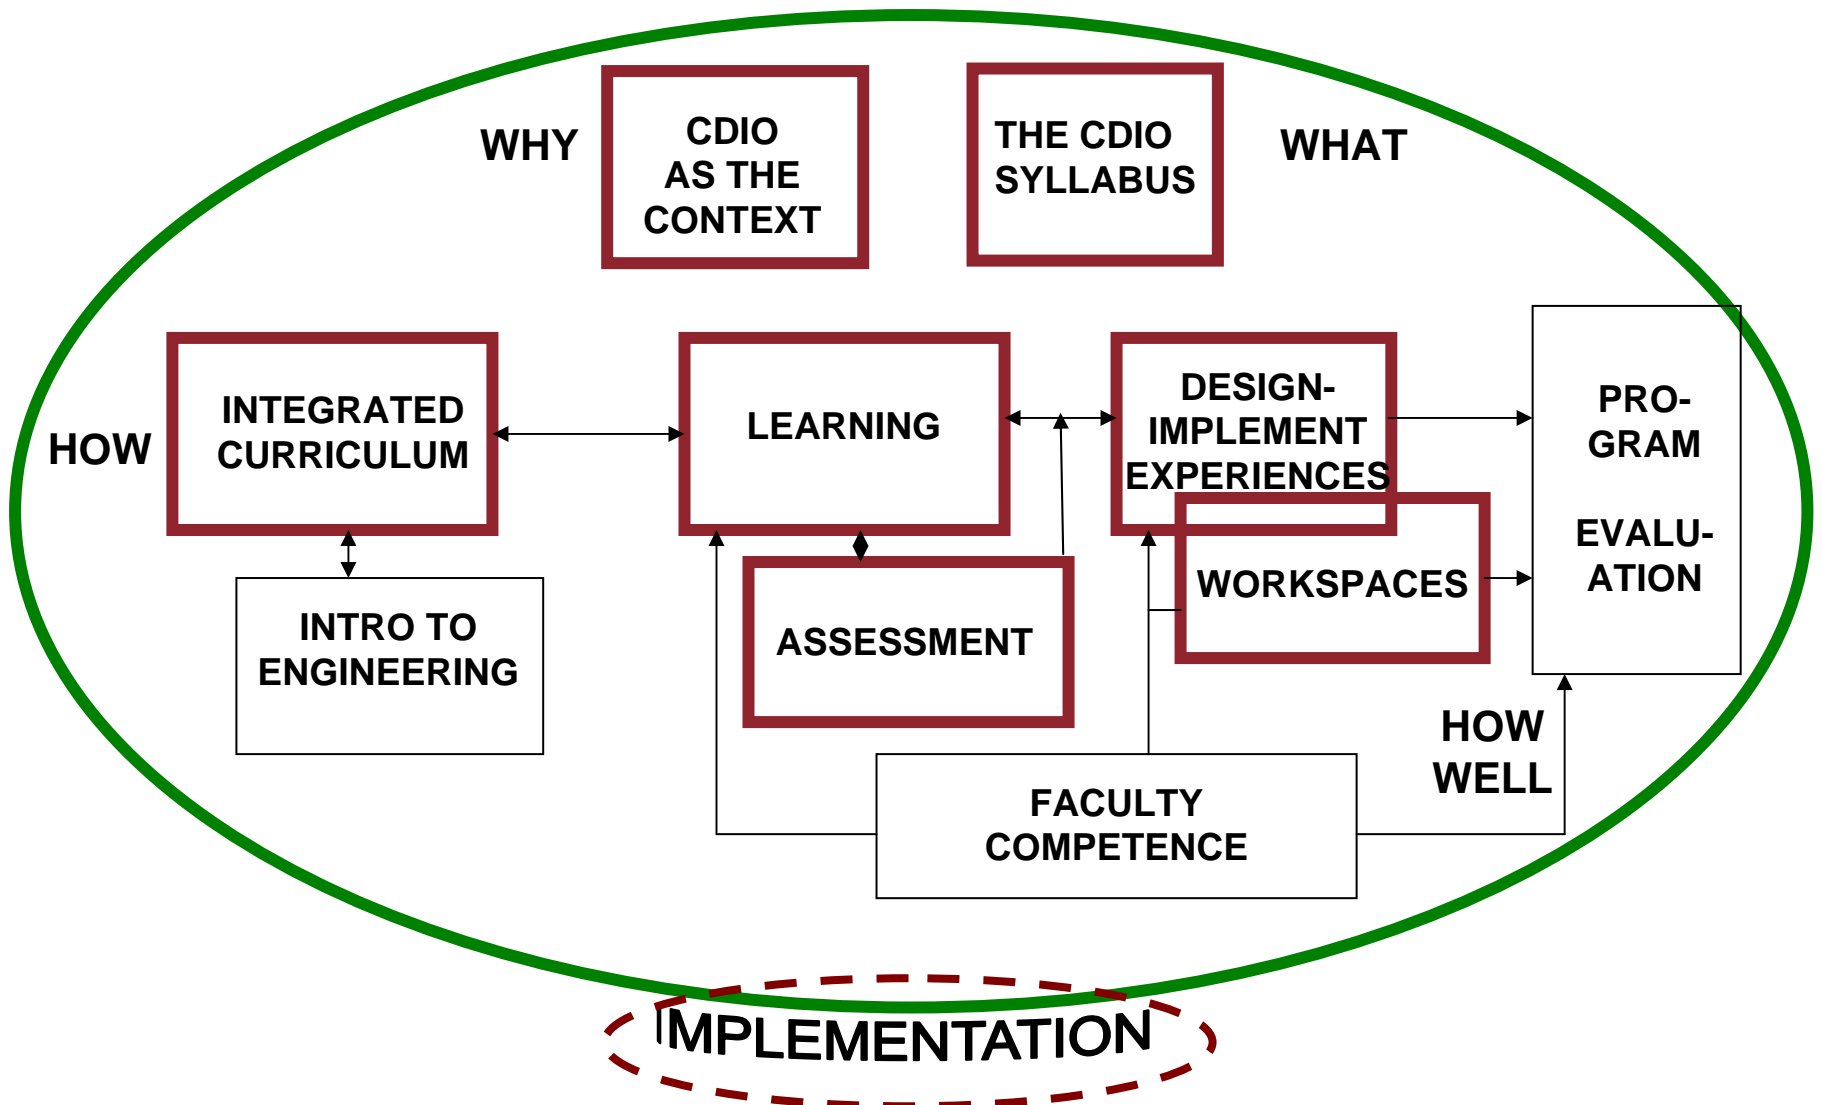 WHY
CDIO
AS THE
CONTEXT
THE CDIO
SYLLABUS
WHAT
HOW
INTEGRATED
CURRICULUM
LEARNING
DESIGN-
IMPLEMENT
EXPERIENCES
PRO-
GRAM
EVALU-
ATION
INTRO TO
ENGINEERING
ASSESSMENT
WORKSPACES
HOW
WELL
FACULTY
COMPETENCE
IMPLEMENTATION